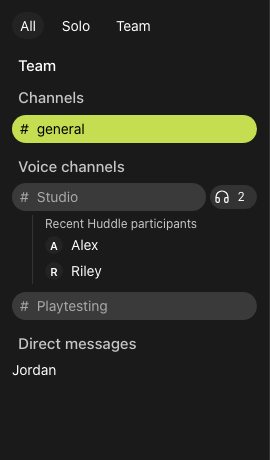 All Solo Team
Team
Channels
# general
Voice channels
# Studio 2
Recent Huddle participants
A Alex
R Riley
# Playtesting
Direct messages
Jordan